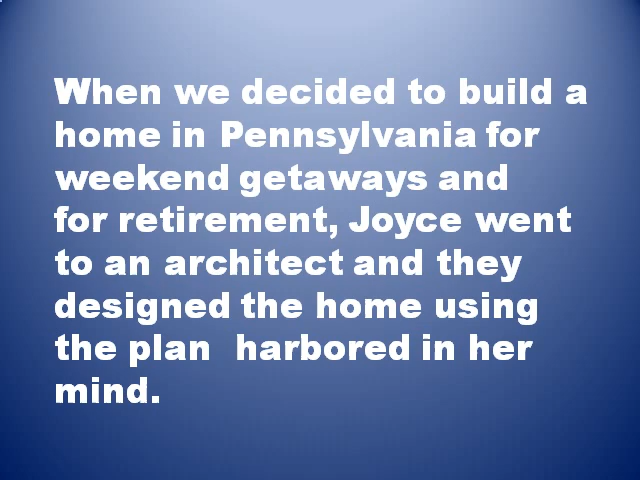 When we decided to build a
home in Pennsylvania for
weekend getaways and
for retirement, Joyce went
to an architect and they
designed the home using
the plan  harbored in her
mind.